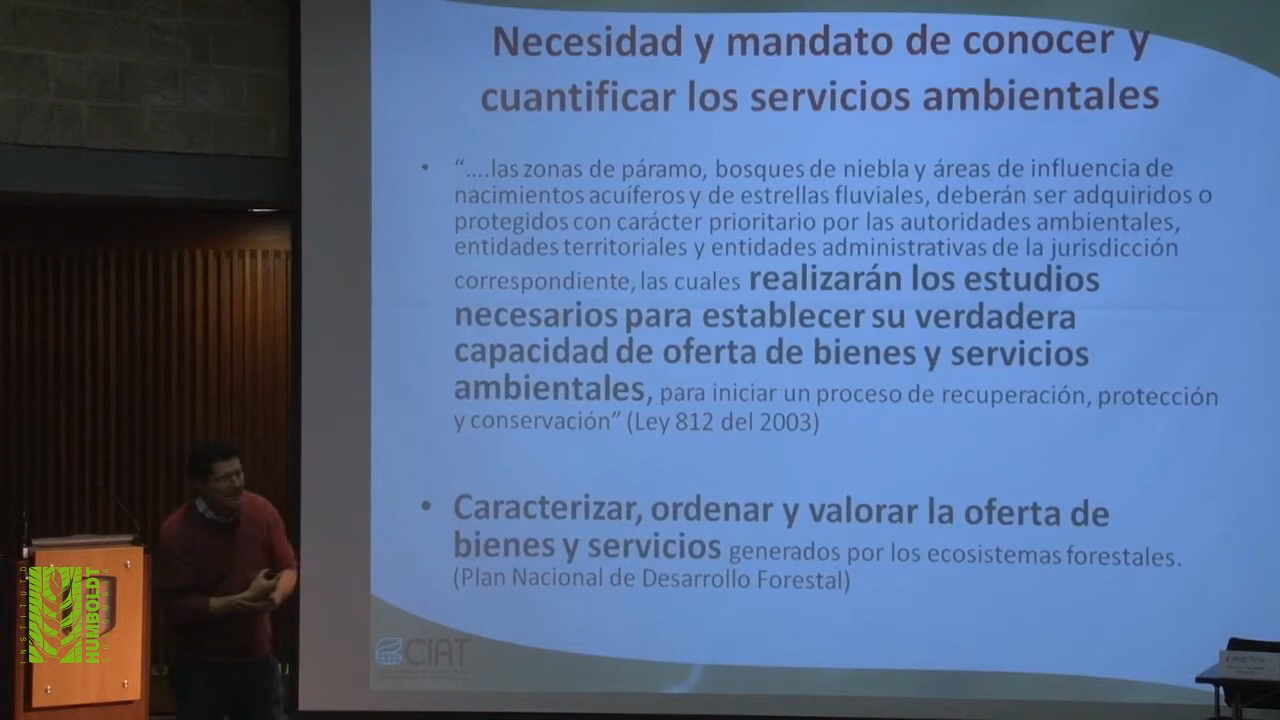 Necesidad y mandato de conocer y
cuantificar los servicios ambientales
• “….las zonas de páramo, bosques de niebla y áreas de influencia de
nacimientos acuíferos y de estrellas fluviales, deberán ser adquiridos o
protegidos con carácter prioritario por las autoridades ambientales,
entidades territoriales y entidades administrativas de la jurisdicción
correspondiente, las cuales realizarán los estudios
necesarios para establecer su verdadera
capacidad de oferta de bienes y servicios
ambientales, para iniciar un proceso de recuperación, protección
y conservación” (Ley 812 del 2003)
• Caracterizar, ordenar y valorar la oferta de
bienes y servicios generados por los ecosistemas forestales.
(Plan Nacional de Desarrollo Forestal)
CIAT
INSTITUTO
HUMBOLDT
COLOMBIA